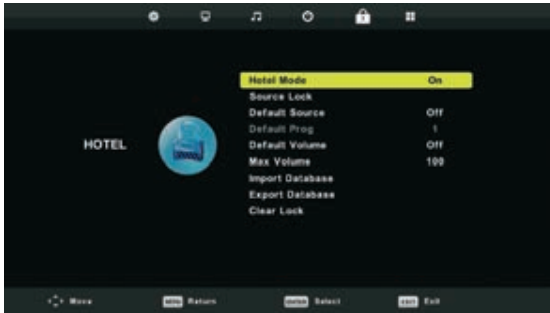 Hotel Mode On
Source Lock
Default Source Off
Default Prog 1
HOTEL
Default Volume Off
Max Volume 100
Import Database
Export Database
Clear Lock
Move MENU Return ENTER Select EXIT Exit